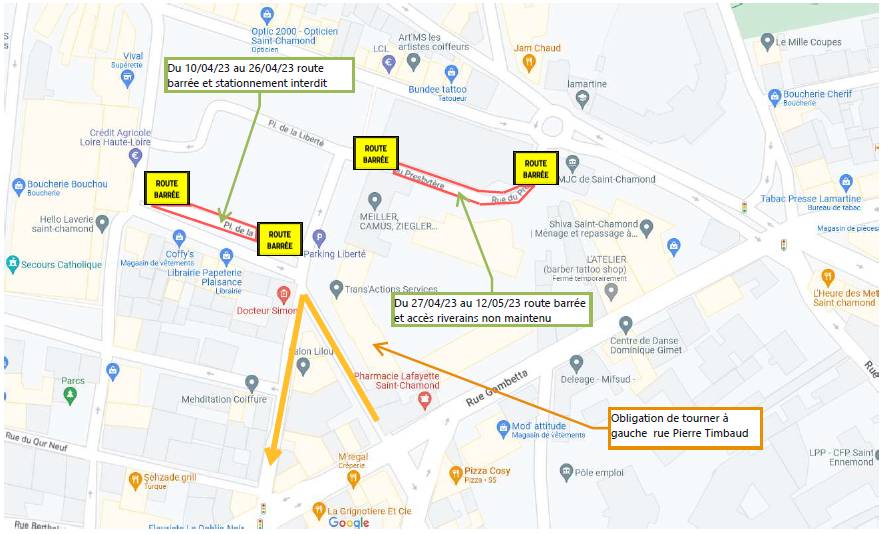 Optic 2000 - Opticien
Saint-Chamond
Opticien
Art'MS les
artistes coiffeurs
LCL
Jam Chaud
Le Mille Coupes
Vival
Supérette
Du 10/04/23 au 26/04/23 route
barrée et stationnement interdit
Bundee tattoo
Tatoueur
lamartine
Boucherie Cherif
Boucherie
Crédit Agricole
Loire Haute-Loire
Pl. de la Liberté
ROUTE
BARRÉE
ROUTE
BARRÉE
MJC de Saint-Chamond
Presbytère
Rue du
Boucherie Bouchou
Boucherie
ROUTE
BARRÉE
Tabac Presse Lamartine
Bureau de tabac
Hello Laverie
saint-chamond
Pl. de la
ROUTE
BARRÉE
MEILLER,
CAMUS, ZIEGLER...
Shiva Saint-Chamond
| Ménage et repassage à...
Magasin de pièces
Coffy's
Magasin de vêtements
Parking Liberté
Secours Catholique
Librairie Papeterie
Plaisance
Librairie
L'ATELIER
(barber tattoo shop)
Fermé temporairement
Trans'Actions Services
L'Heure des Met
Saint-Chamond
Docteur Simon
Du 27/04/23 au 12/05/23 route barrée
et accès riverains non maintenu
Centre de Danse
Dominique Gimet
Salon Lilou
Pharmacie Lafayette
Saint-Chamond
Rue Gambetta
Deleage - Mifsud -
Parcs
Mehditation Coiffure
Obligation de tourner à
gauche rue Pierre Timbaud
Mod' attitude
Magasin de vêtements
Rue du Qur Neuf
M'regal
Crêperie
LPP - CFP Saint
Ennemond
Şehzade grill
Turque
Pizza Cosy
Pizza • $$
Pôle emploi
La Grignotiere Et Cie
Google
Rue Berthel
Fleuriste Le Dahlia Noir